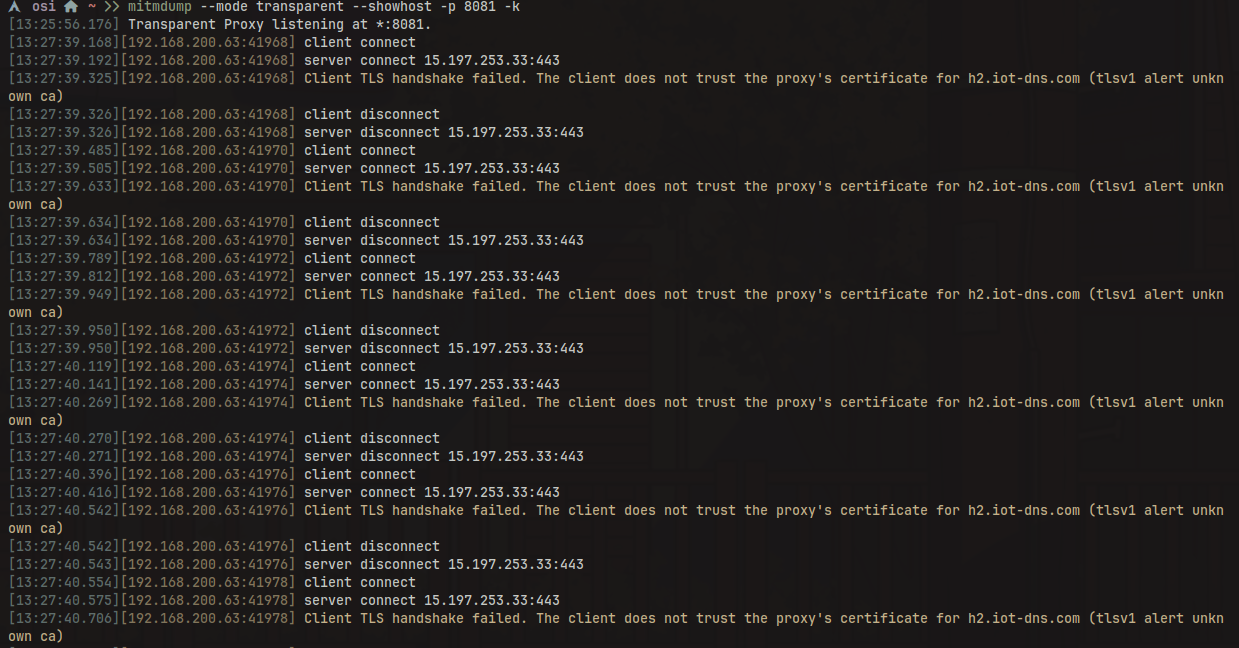 osi ~ >> mitmdump --mode transparent --showhost -p 8081 -k
[13:25:56.176] Transparent Proxy listening at *:8081.
[13:27:39.168][192.168.200.63:41968] client connect
[13:27:39.192][192.168.200.63:41968] server connect 15.197.253.33:443
[13:27:39.325][192.168.200.63:41968] Client TLS handshake failed. The client does not trust the proxy's certificate for h2.iot-dns.com (tlsv1 alert unkn
own ca)
[13:27:39.326][192.168.200.63:41968] client disconnect
[13:27:39.326][192.168.200.63:41968] server disconnect 15.197.253.33:443
[13:27:39.485][192.168.200.63:41970] client connect
[13:27:39.505][192.168.200.63:41970] server connect 15.197.253.33:443
[13:27:39.633][192.168.200.63:41970] Client TLS handshake failed. The client does not trust the proxy's certificate for h2.iot-dns.com (tlsv1 alert unkn
own ca)
[13:27:39.634][192.168.200.63:41970] client disconnect
[13:27:39.634][192.168.200.63:41970] server disconnect 15.197.253.33:443
[13:27:39.789][192.168.200.63:41972] client connect
[13:27:39.812][192.168.200.63:41972] server connect 15.197.253.33:443
[13:27:39.949][192.168.200.63:41972] Client TLS handshake failed. The client does not trust the proxy's certificate for h2.iot-dns.com (tlsv1 alert unkn
own ca)
[13:27:39.950][192.168.200.63:41972] client disconnect
[13:27:39.950][192.168.200.63:41972] server disconnect 15.197.253.33:443
[13:27:40.119][192.168.200.63:41974] client connect
[13:27:40.141][192.168.200.63:41974] server connect 15.197.253.33:443
[13:27:40.269][192.168.200.63:41974] Client TLS handshake failed. The client does not trust the proxy's certificate for h2.iot-dns.com (tlsv1 alert unkn
own ca)
[13:27:40.270][192.168.200.63:41974] client disconnect
[13:27:40.271][192.168.200.63:41974] server disconnect 15.197.253.33:443
[13:27:40.396][192.168.200.63:41976] client connect
[13:27:40.416][192.168.200.63:41976] server connect 15.197.253.33:443
[13:27:40.542][192.168.200.63:41976] Client TLS handshake failed. The client does not trust the proxy's certificate for h2.iot-dns.com (tlsv1 alert unkn
own ca)
[13:27:40.542][192.168.200.63:41976] client disconnect
[13:27:40.543][192.168.200.63:41976] server disconnect 15.197.253.33:443
[13:27:40.554][192.168.200.63:41978] client connect
[13:27:40.575][192.168.200.63:41978] server connect 15.197.253.33:443
[13:27:40.706][192.168.200.63:41978] Client TLS handshake failed. The client does not trust the proxy's certificate for h2.iot-dns.com (tlsv1 alert unkn
own ca)